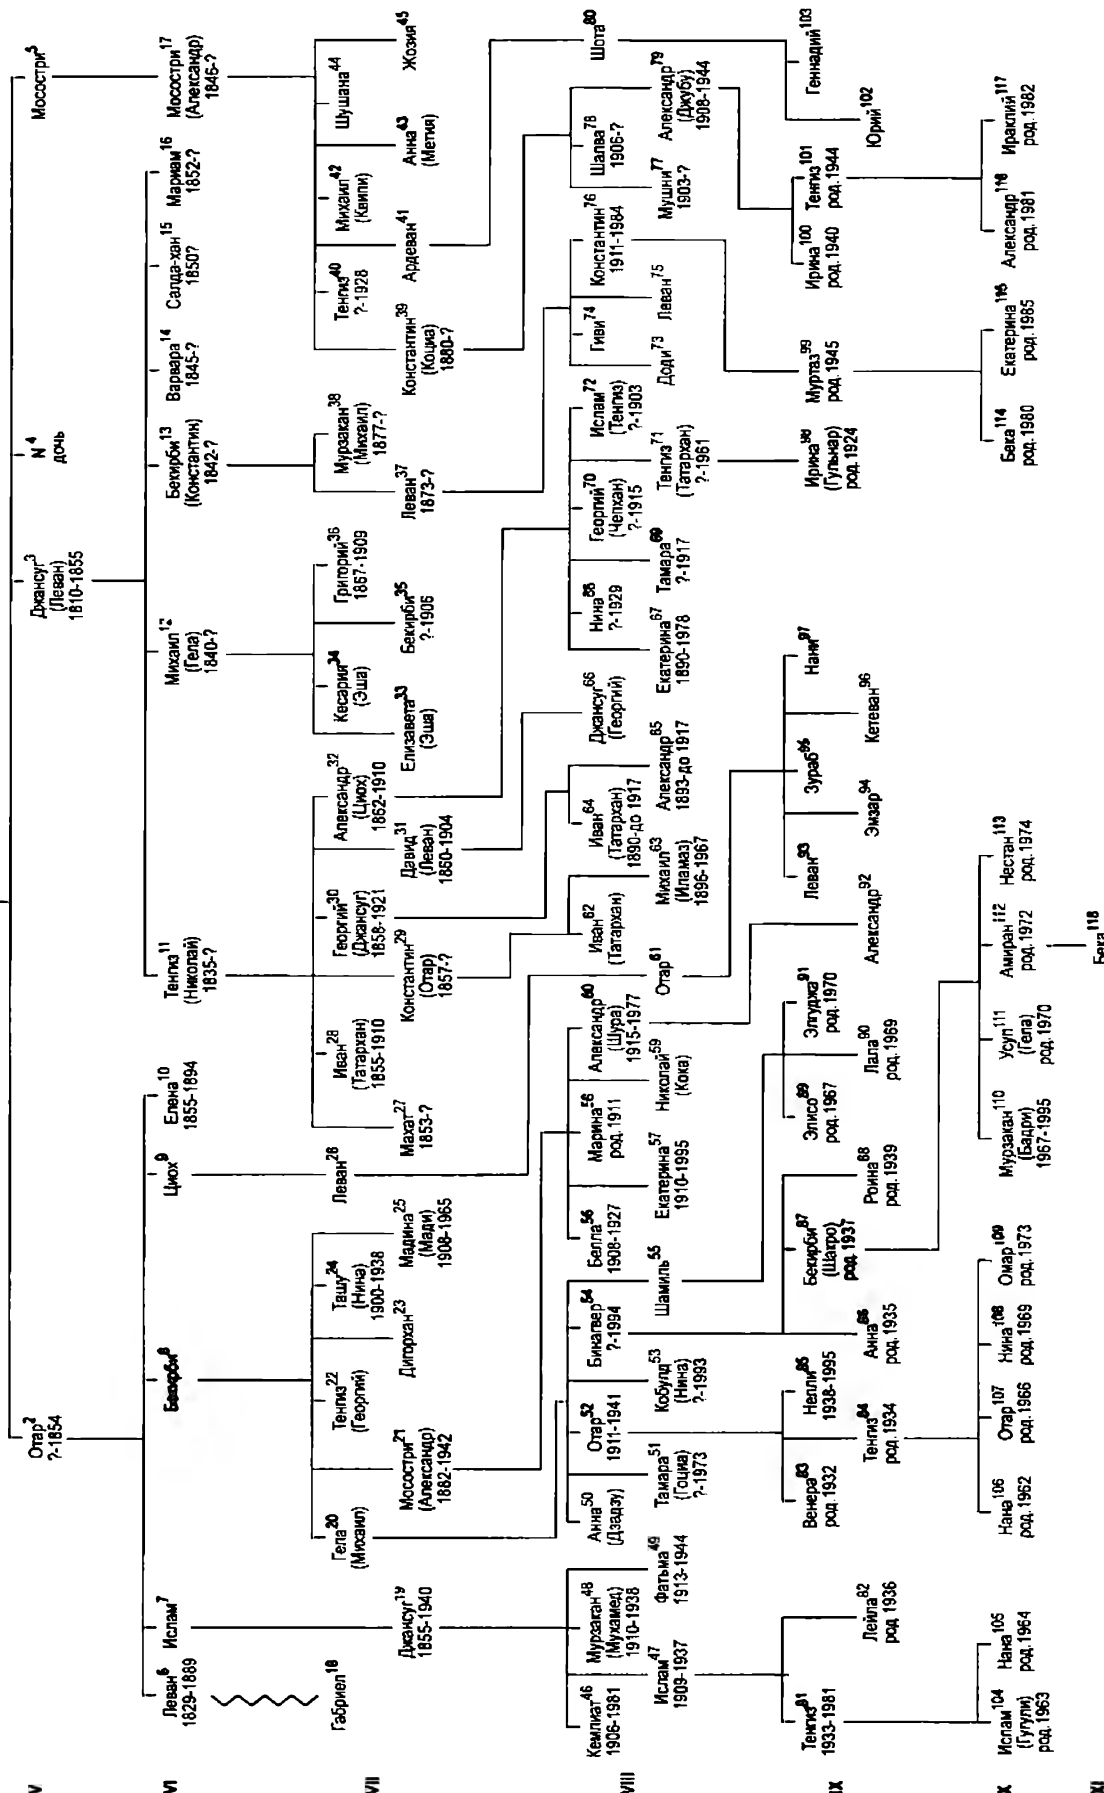 V
Отар2
?-1854
Джансуг3
(Леван)
1810-1855
N4
дочь
Мосостри5
VI
Леван6
1829-1889
Ислам7
Бекирби8
Циох9
Елена10
1855-1894
Тенгиз11
(Николай)
1835-?
Михаил12
(Гела)
1840-?
Бекирби13
(Константин)
1842-?
Варвара14
1845-?
Салда-хан15
1850?
Мариам16
1852-?
Мосостри17
(Александр)
1846-?
VII
Габриел18
Джансуг19
1855-1940
Гела20
(Михаил)
Мосостри21
(Александр)
1882-1942
Тенгиз22
(Георгий)
Дигорхан23
Ташу24
(Нина)
1900-1938
Мадина25
(Мади)
1908-1965
Леван26
Махат27
1853-?
Иван28
(Татархан)
1855-1910
Константин29
(Отар)
1857-?
Георгий30
(Джансуг)
1858-1921
Давид31
(Леван)
1860-1904
Александр32
(Циох)
1862-1910
Елизавета33
(Эша)
Кесария34
(Эша)
Бекирби35
?-1906
Григорий36
1867-1909
Леван37
1873-?
Мурзакан38
(Михаил)
1877-?
Константин39
(Коциа)
1880-?
Тенгиз40
?-1928
Ардеван41
Михаил42
(Квипи)
Анна43
(Метия)
Шушана44
Жозия45
VIII
Кемлиат46
1906-1981
Ислам47
1909-1937
Мурзакан48
(Мухамед)
1910-1938
Фатьма49
1913-1944
Анна50
(Дзадзу)
Тамара51
(Гоциа)
?-1973
Отар52
1911-1941
Кобулд53
(Нина)
?-1993
Бинагвер54
?-1994
Шамиль55
Белла56
1908-1927
Екатерина57
1910-1995
Марина58
род.1911
Николай59
(Кока)
Александр60
(Шура)
1915-1977
Отар61
Иван62
(Татархан)
Михаил63
(Иламаз)
1896-1967
Иван64
(Татархан)
1890-до 1917
Александр65
1893-до 1917
Джансуг66
(Георгий)
Екатерина67
1890-1978
Нина68
?-1929
Тамара69
?-1917
Георгий70
(Чепхан)
?-1915
Тенгиз71
(Татархан)
?-1961
Ислам72
(Тенгиз)
?-1903
Доди73
Гиви74
Леван75
Константин76
1911-1984
Мушни77
1903-?
Шалва78
1906-?
Александр79
(Джубу)
1908-1944
Шота80
IX
Тенгиз81
1933-1981
Лейла82
род.1936
Венера83
род.1932
Тенгиз84
род.1934
Нелли85
1938-1995
Анна86
род.1935
Бекирби87
(Шакро)
род.1937
Роина88
род.1939
Элисо89
род.1967
Лала90
род.1969
Элгуджа91
род.1970
Александр92
Леван93
Эмзар94
Зураб95
Кетеван96
Нани97
Ирина98
(Гульнар)
род.1924
Муртаз99
род.1945
Ирина100
род.1940
Тенгиз101
род.1944
Юрий102
Геннадий103
X
Ислам104
(Гугули)
род.1963
Нана105
род.1964
Нана106
род.1962
Отар107
род.1966
Нина108
род.1969
Омар109
род.1973
Мурзакан110
(Бадри)
1967-1995
Усуп111
(Гела)
род.1970
Амиран112
род.1972
Нестан113
род.1974
Бека114
род.1980
Екатерина115
род.1985
Александр116
род.1981
Ираклий117
род.1982
XI
Бека118